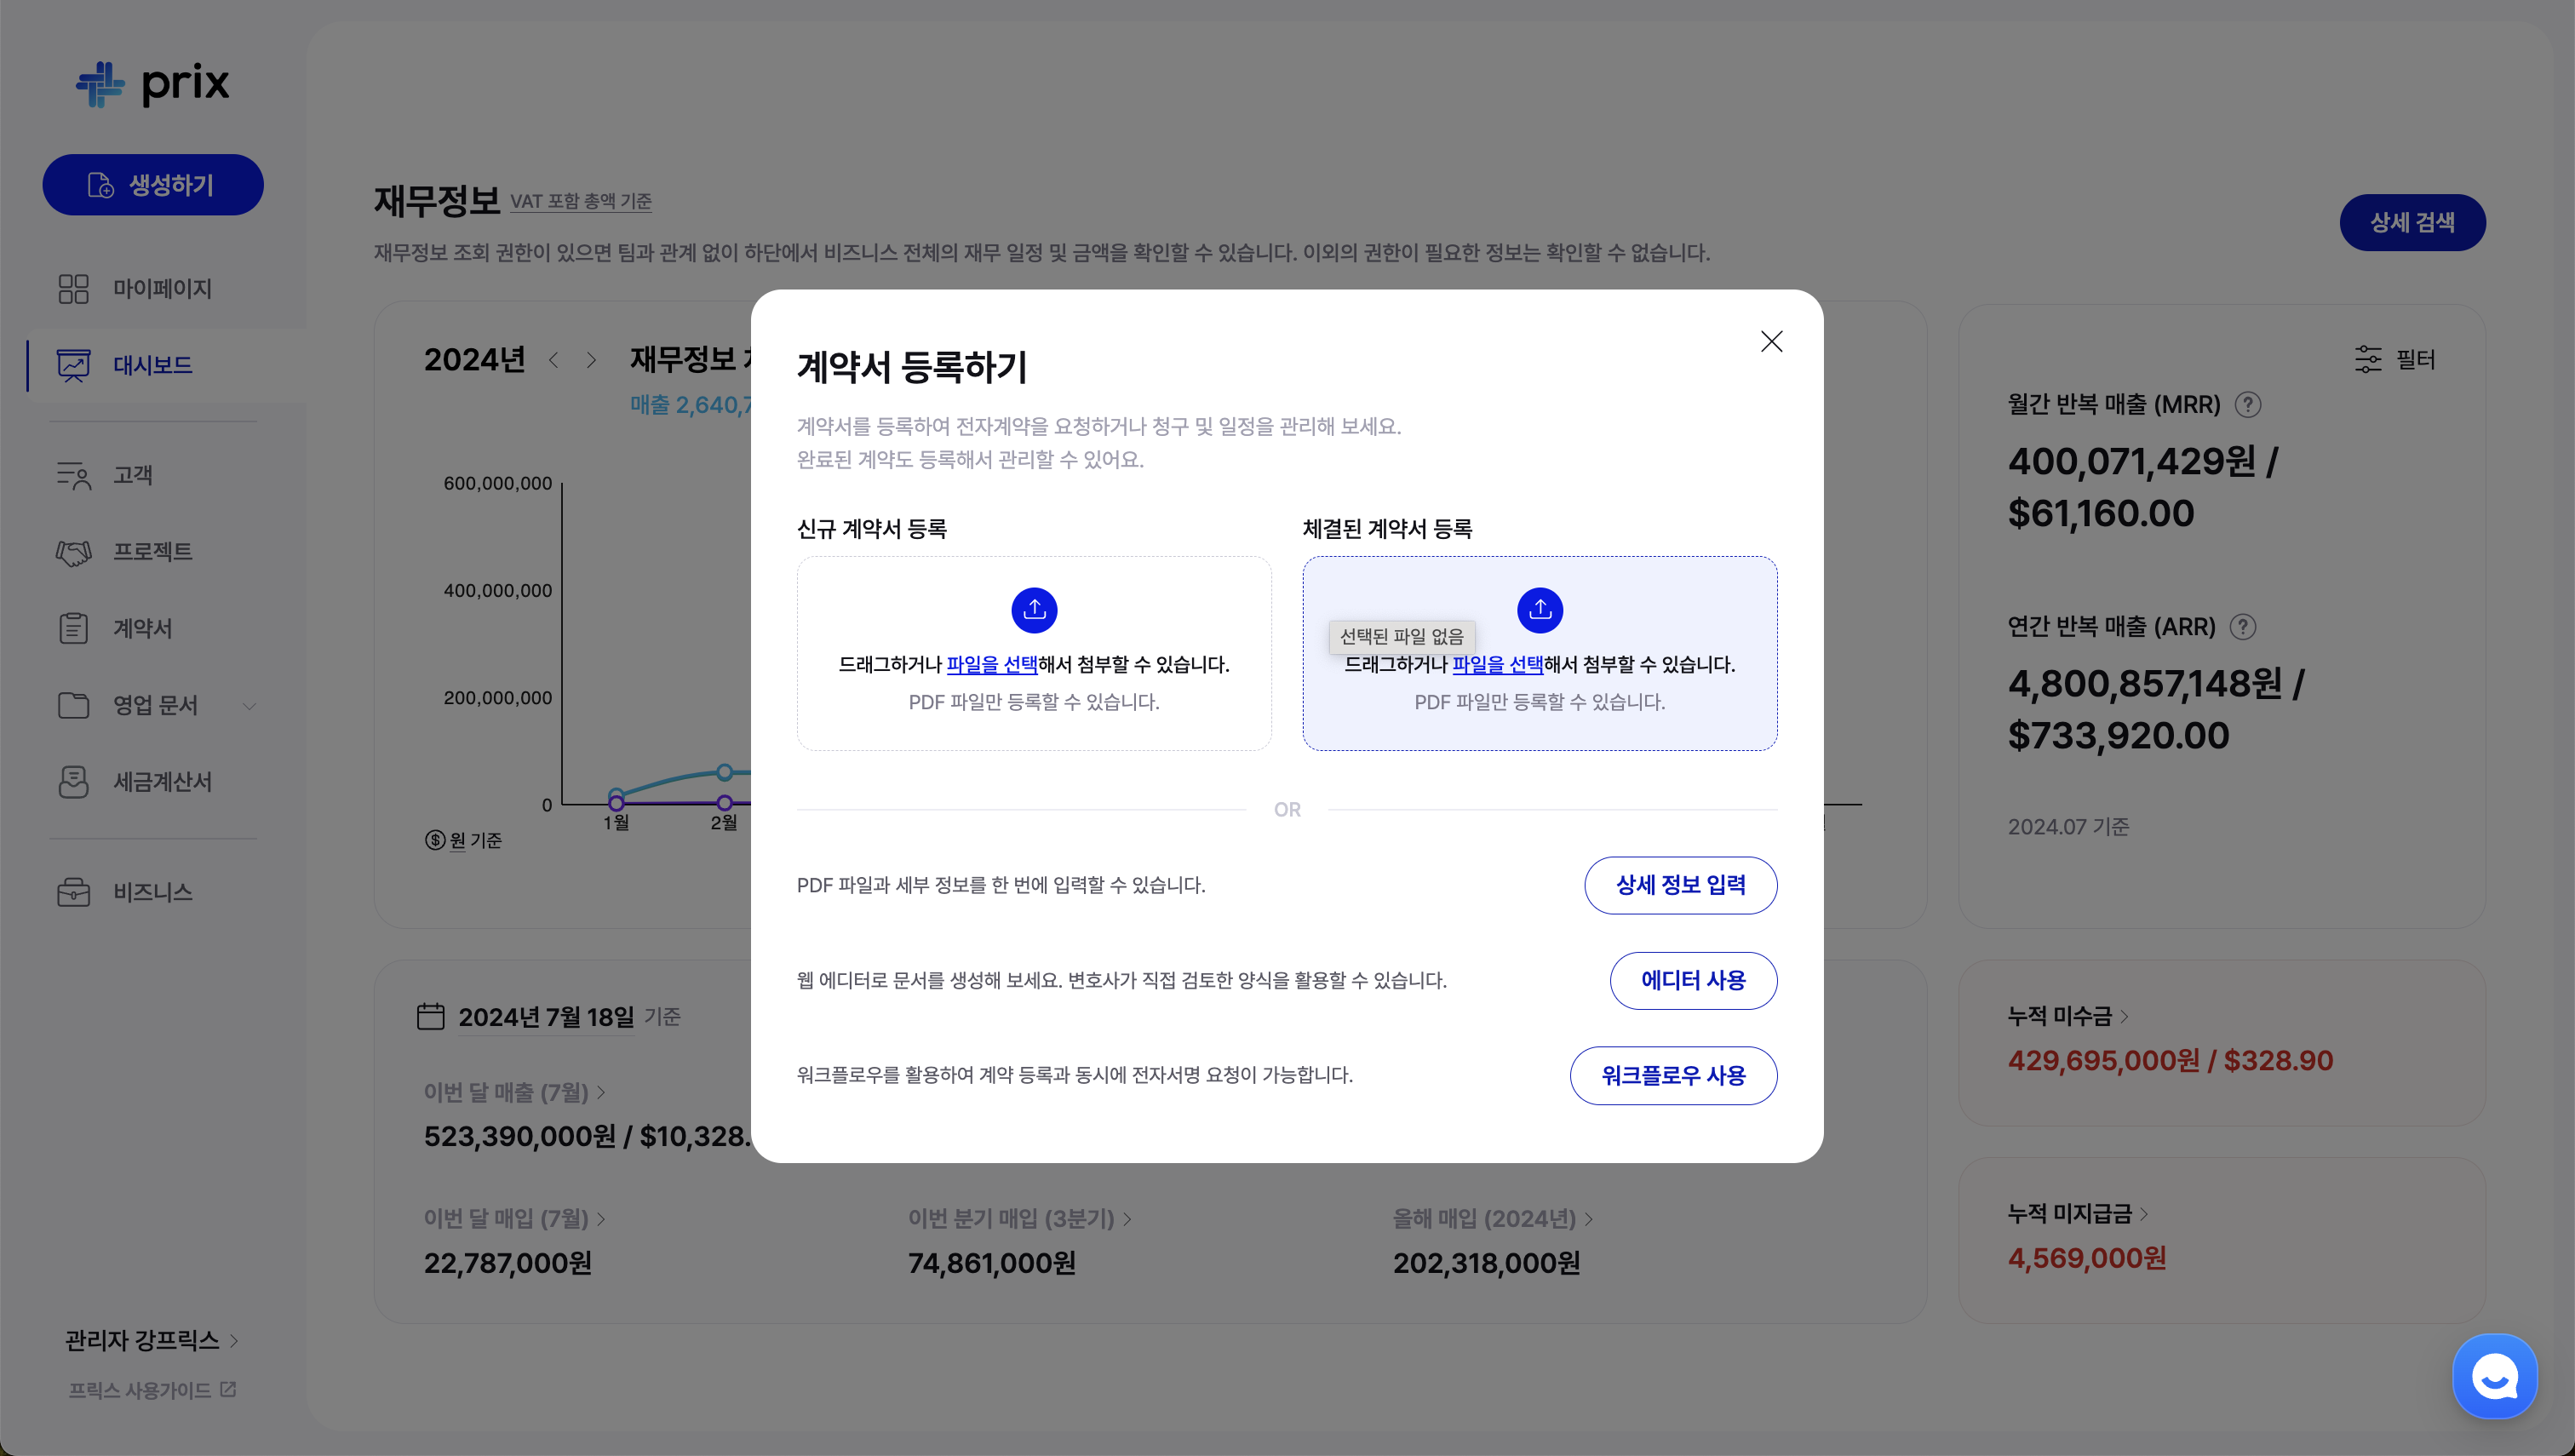 prix
생성하기
마이페이지
대시보드
고객
프로젝트
계약서
영업 문서
세금계산서
비즈니스
관리자 강프릭스
프릭스 사용가이드
재무정보 VAT 포함 총액 기준
재무정보 조회 권한이 있으면 팀과 관계 없이 하단에서 비즈니스 전체의 재무 일정 및 금액을 확인할 수 있습니다. 이외의 권한이 필요한 정보는 확인할 수 없습니다.
상세 검색
2024년
재무정보
매출 2,640,7
600,000,000
400,000,000
200,000,000
0
1월
2월
원 기준
필터
월간 반복 매출 (MRR) ?
400,071,429원 /
$61,160.00
연간 반복 매출 (ARR) ?
4,800,857,148원 /
$733,920.00
2024.07 기준
계약서 등록하기
계약서를 등록하여 전자계약을 요청하거나 청구 및 일정을 관리해 보세요.
완료된 계약도 등록해서 관리할 수 있어요.
신규 계약서 등록
드래그하거나 파일을 선택해서 첨부할 수 있습니다.
PDF 파일만 등록할 수 있습니다.
체결된 계약서 등록
선택된 파일 없음
드래그하거나 파일을 선택해서 첨부할 수 있습니다.
PDF 파일만 등록할 수 있습니다.
OR
PDF 파일과 세부 정보를 한 번에 입력할 수 있습니다.
상세 정보 입력
웹 에디터로 문서를 생성해 보세요. 변호사가 직접 검토한 양식을 활용할 수 있습니다.
에디터 사용
워크플로우를 활용하여 계약 등록과 동시에 전자서명 요청이 가능합니다.
워크플로우 사용
2024년 7월 18일 기준
이번 달 매출 (7월)
523,390,000원 / $10,328.
이번 달 매입 (7월)
22,787,000원
이번 분기 매입 (3분기)
74,861,000원
올해 매입 (2024년)
202,318,000원
누적 미수금
429,695,000원 / $328.90
누적 미지급금
4,569,000원